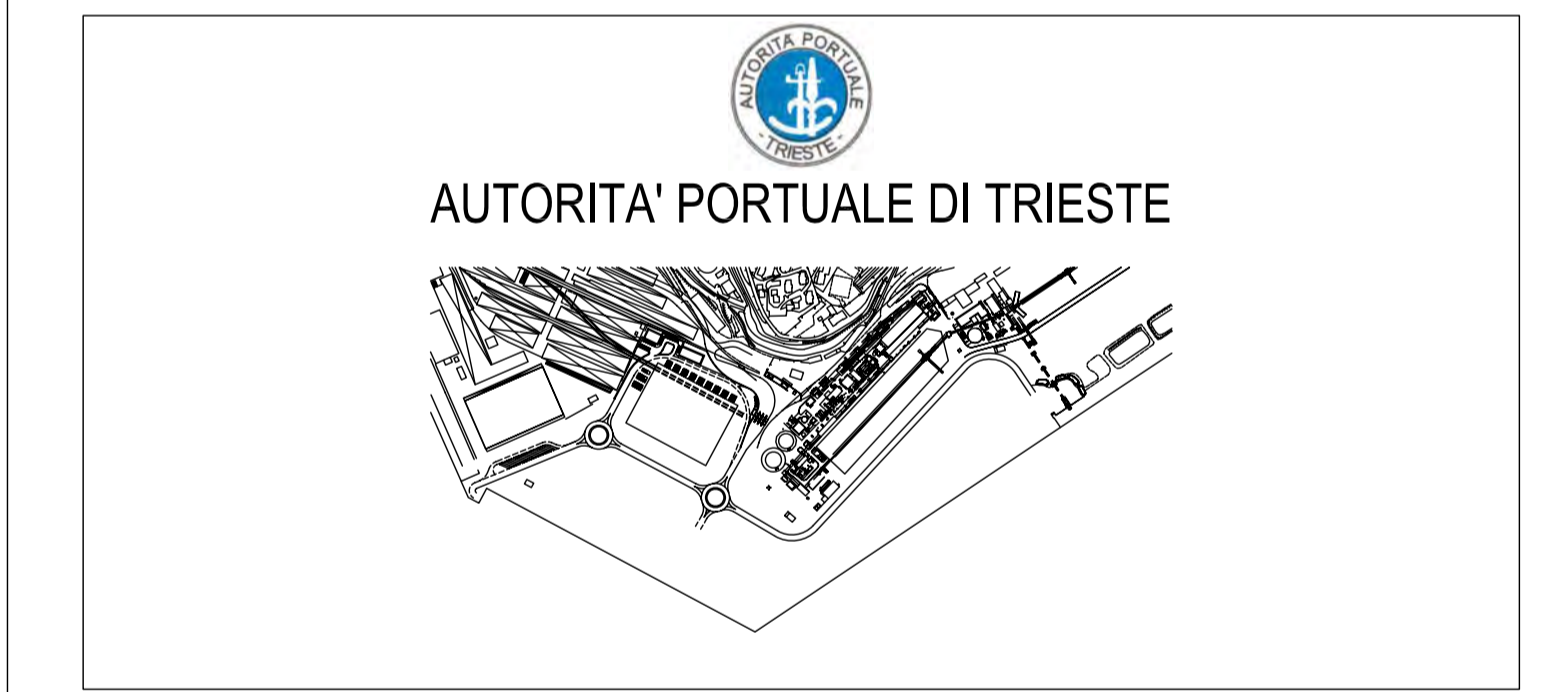 AUTORITÀ PORTUALE
- TRIESTE -
AUTORITA' PORTUALE DI TRIESTE